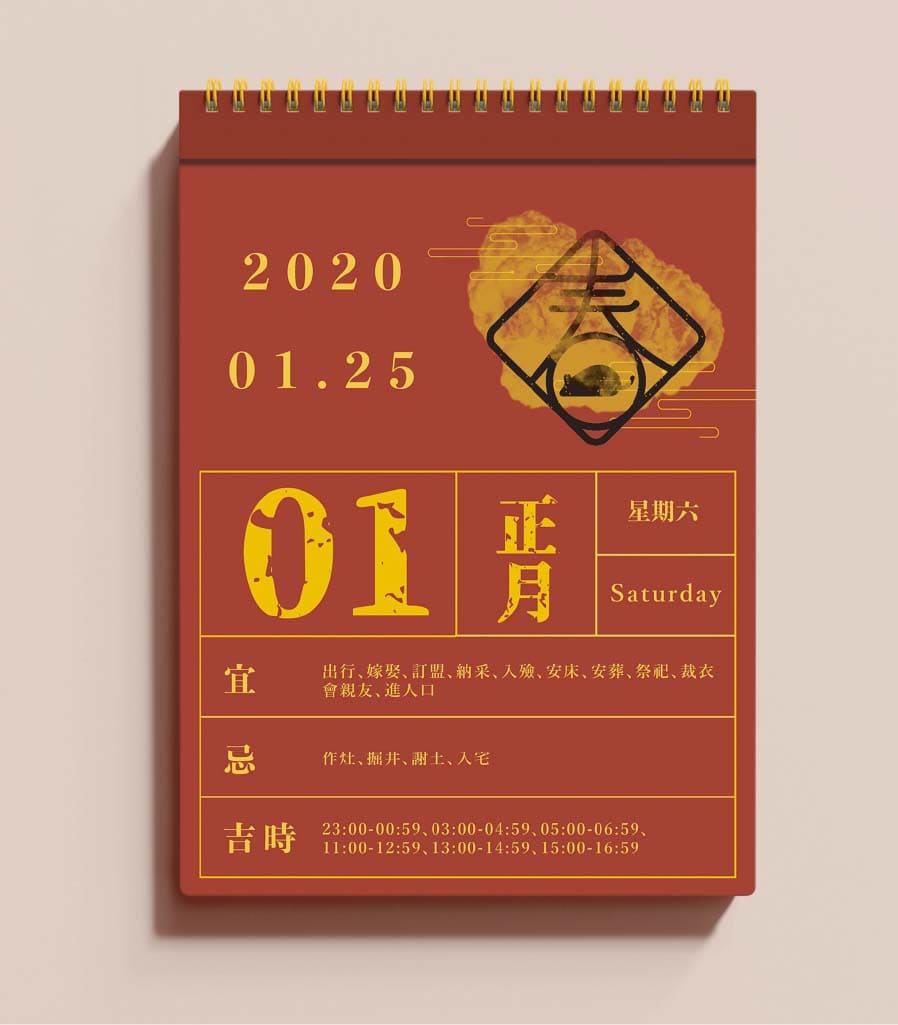 2020
01.25
春
01
正月
星期六
Saturday
宜
出行、嫁娶、訂盟、納采、入殮、安床、安葬、祭祀、裁衣
會親友、進人口
忌
作灶、掘井、謝土、入宅
吉時
23:00-00:59、03:00-04:59、05:00-06:59、
11:00-12:59、13:00-14:59、15:00-16:59